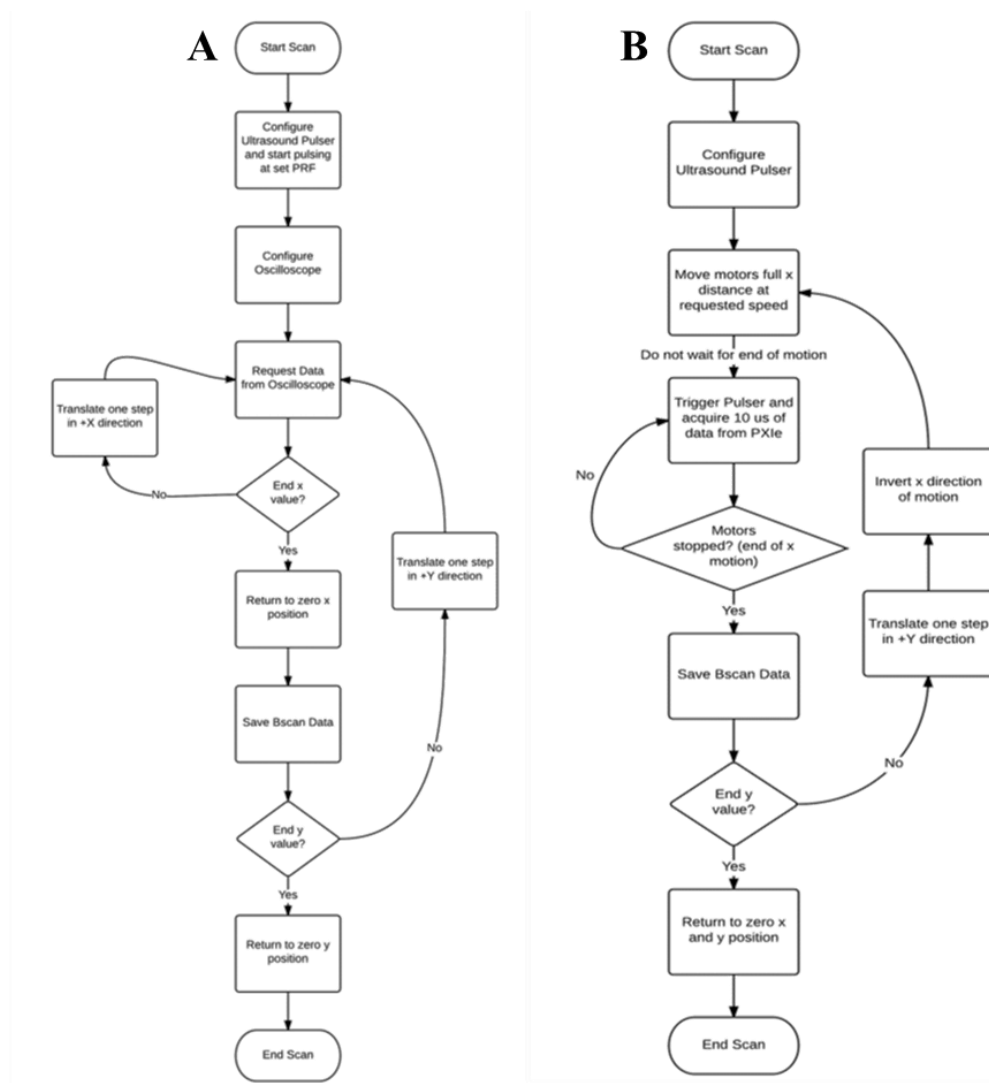 A
Start Scan
Configure
Ultrasound Pulser
and start pulsing
at set PRF
Configure
Oscilloscope
Request Data
from Oscilloscope
Translate one step
in +X direction
No
End x
value?
Yes
Return to zero x
position
Save Bscan Data
Translate one step
in +Y direction
No
End y
value?
Yes
Return to zero y
position
End Scan
B
Start Scan
Configure
Ultrasound Pulser
Move motors full x
distance at
requested speed
Do not wait for end of motion
Trigger Pulser and
acquire 10 us of
data from PXIe
No
Motors
stopped? (end of x
motion)
Yes
Save Bscan Data
Invert x direction
of motion
Translate one step
in +Y direction
No
End y
value?
Yes
Return to zero x
and y position
End Scan